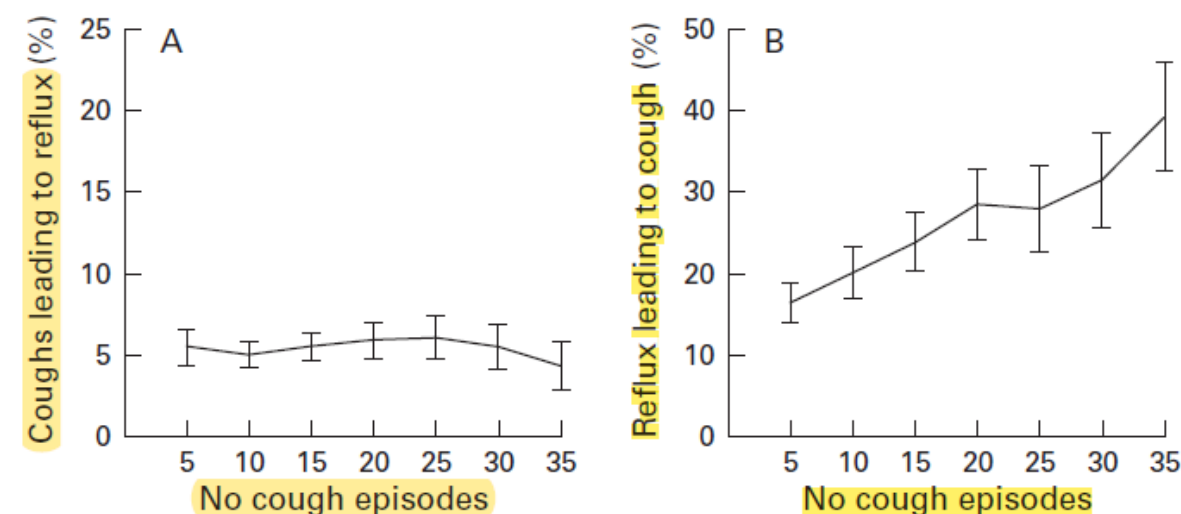 A
Coughs leading to reflux (%)
25
20
15
10
5
0
5 10 15 20 25 30 35
No cough episodes
B
Reflux leading to cough (%)
50
40
30
20
10
0
5 10 15 20 25 30 35
No cough episodes